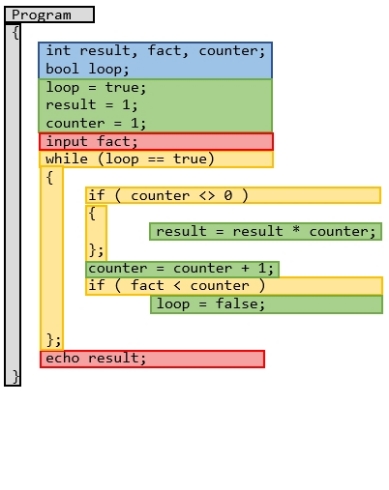 Program
{
int result, fact, counter;
bool loop;
loop = true;
result = 1;
counter = 1;
input fact;
while (loop == true)
{
if ( counter <> 0 )
{
result = result * counter;
};
counter = counter + 1;
if ( fact < counter )
loop = false;
};
echo result;
}